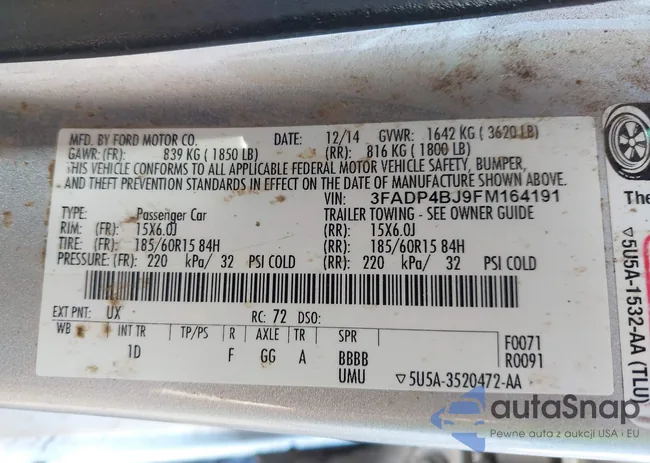 MFD. BY FORD MOTOR CO. DATE: 12/14 GVWR: 1642 KG ( 3620 LB)
GAWR: (FR): 839 KG ( 1850 LB) (RR): 816 KG ( 1800 LB)
THIS VEHICLE CONFORMS TO ALL APPLICABLE FEDERAL MOTOR VEHICLE SAFETY, BUMPER,
AND THEFT PREVENTION STANDARDS IN EFFECT ON THE DATE OF MANUFACTURE SHOWN ABOVE.
VIN: 3FADP4BJ9FM164191
TYPE: Passenger Car TRAILER TOWING - SEE OWNER GUIDE
RIM: (FR): 15X6.0J (RR): 15X6.0J
TIRE: (FR): 185/60R15 84H (RR): 185/60R15 84H
PRESSURE: (FR): 220 kPa/ 32 PSI COLD (RR): 220 kPa/ 32 PSI COLD
EXT PNT: UX RC: 72 DSO:
WB INT TR TP/PS R AXLE TR SPR F0071
1D F GG A BBBB R0091
UMU ▽5U5A-3520472-AA
The
▽5U5A-1532-AA (TLU)
autaSnap
Pewne auta z aukcji USA i EU